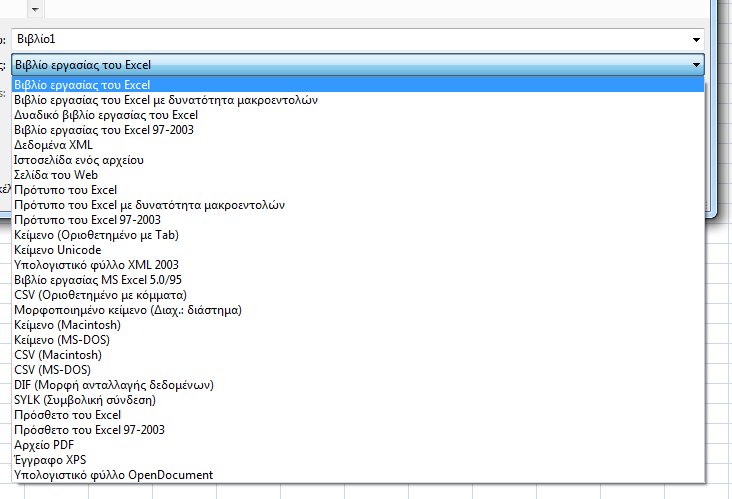 υ: Βιβλίο1
ς: Βιβλίο εργασίας του Excel
Βιβλίο εργασίας του Excel
Βιβλίο εργασίας του Excel με δυνατότητα μακροεντολών
Δυαδικό βιβλίο εργασίας του Excel
Βιβλίο εργασίας του Excel 97-2003
Δεδομένα XML
Ιστοσελίδα ενός αρχείου
Σελίδα του Web
Πρότυπο του Excel
Πρότυπο του Excel με δυνατότητα μακροεντολών
Πρότυπο του Excel 97-2003
Κείμενο (Οριοθετημένο με Tab)
Κείμενο Unicode
Υπολογιστικό φύλλο XML 2003
Βιβλίο εργασίας MS Excel 5.0/95
CSV (Οριοθετημένο με κόμματα)
Μορφοποιημένο κείμενο (Διαχ.: διάστημα)
Κείμενο (Macintosh)
Κείμενο (MS-DOS)
CSV (Macintosh)
CSV (MS-DOS)
DIF (Μορφή ανταλλαγής δεδομένων)
SYLK (Συμβολική σύνδεση)
Πρόσθετο του Excel
Πρόσθετο του Excel 97-2003
Αρχείο PDF
Έγγραφο XPS
Υπολογιστικό φύλλο OpenDocument